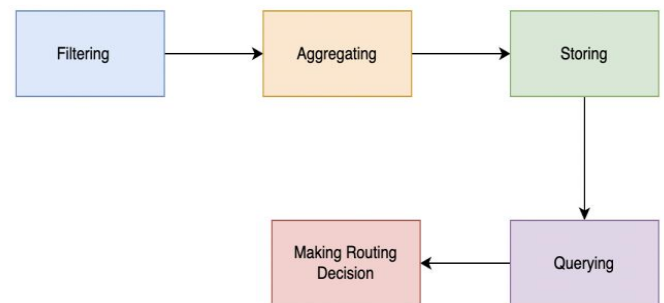 Filtering
Aggregating
Storing
Making Routing
Decision
Querying